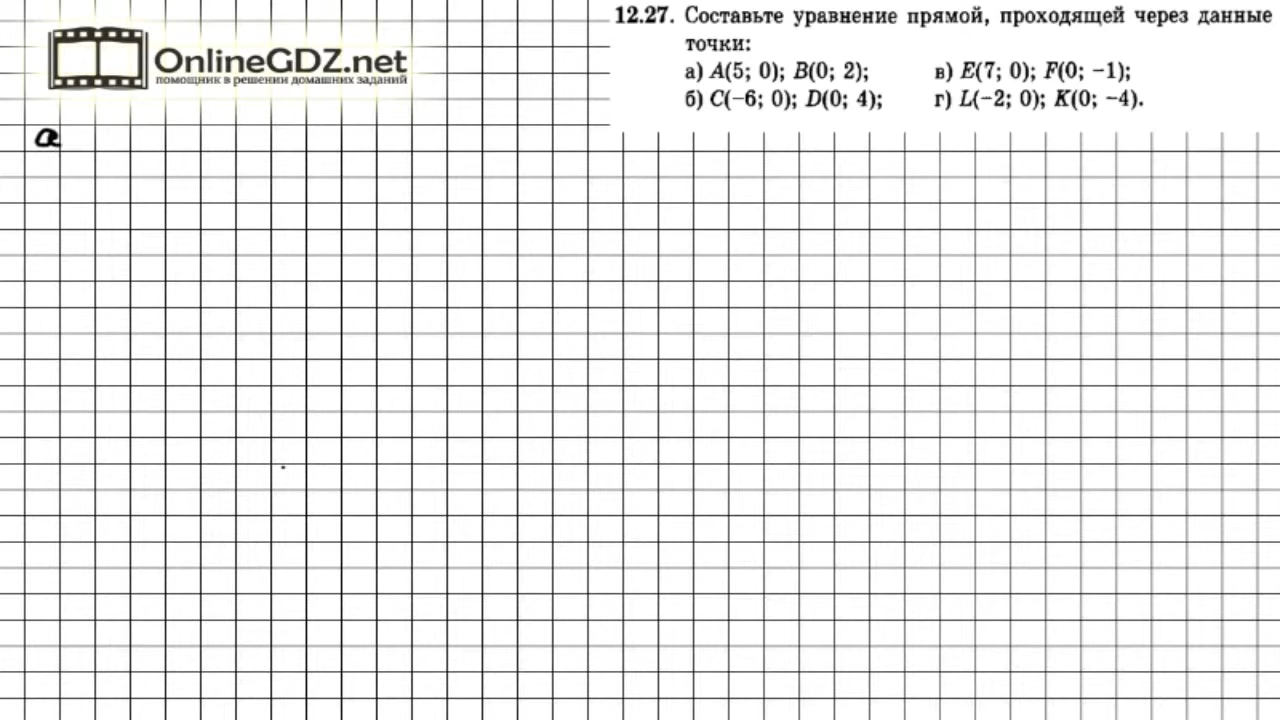 OnlineGDZ.net
помощник в решении домашних заданий
12.27. Составьте уравнение прямой, проходящей через данные
точки:
а) A(5; 0); B(0; 2); в) E(7; 0); F(0; −1);
б) C(−6; 0); D(0; 4); г) L(−2; 0); K(0; −4).
а